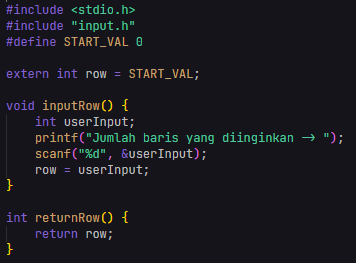 #include <stdio.h>
#include "input.h"
#define START_VAL 0
extern int row = START_VAL;
void inputRow() {
int userInput;
printf("Jumlah baris yang diinginkan -> ");
scanf("%d", &userInput);
row = userInput;
}
int returnRow() {
return row;
}